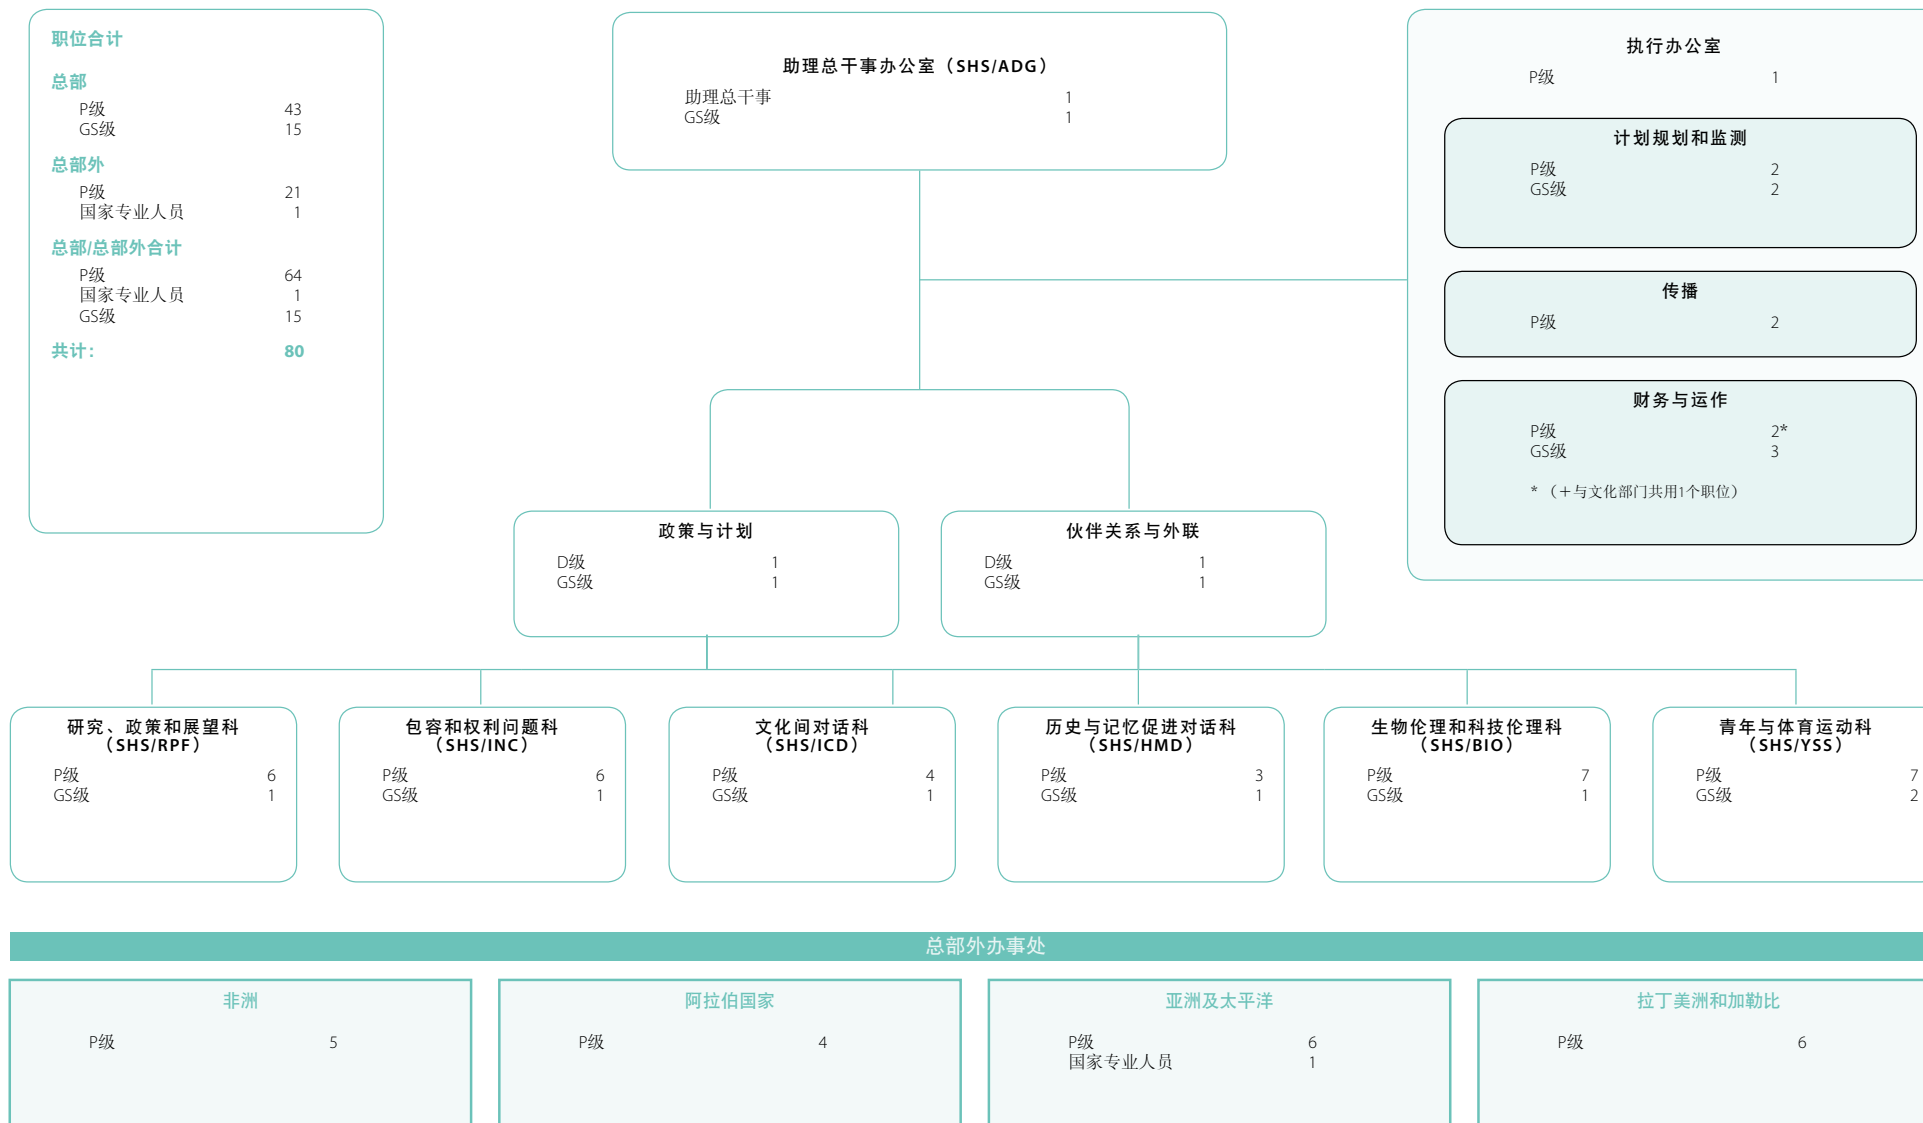 职位合计
总部
P级 43
GS级 15
总部外
P级 21
国家专业人员 1
总部/总部外合计
P级 64
国家专业人员 1
GS级 15
共计： 80
助理总干事办公室（SHS/ADG）
助理总干事 1
GS级 1
执行办公室
P级 1
计划规划和监测
P级 2
GS级 2
传播
P级 2
财务与运作
P级 2*
GS级 3
* （＋与文化部门共用1个职位）
政策与计划
D级 1
GS级 1
伙伴关系与外联
D级 1
GS级 1
研究、政策和展望科
（SHS/RPF）
P级 6
GS级 1
包容和权利问题科
（SHS/INC）
P级 6
GS级 1
文化间对话科
（SHS/ICD）
P级 4
GS级 1
历史与记忆促进对话科
（SHS/HMD）
P级 3
GS级 1
生物伦理和科技伦理科
（SHS/BIO）
P级 7
GS级 1
青年与体育运动科
（SHS/YSS）
P级 7
GS级 2
总部外办事处
非洲
P级 5
阿拉伯国家
P级 4
亚洲及太平洋
P级 6
国家专业人员 1
拉丁美洲和加勒比
P级 6